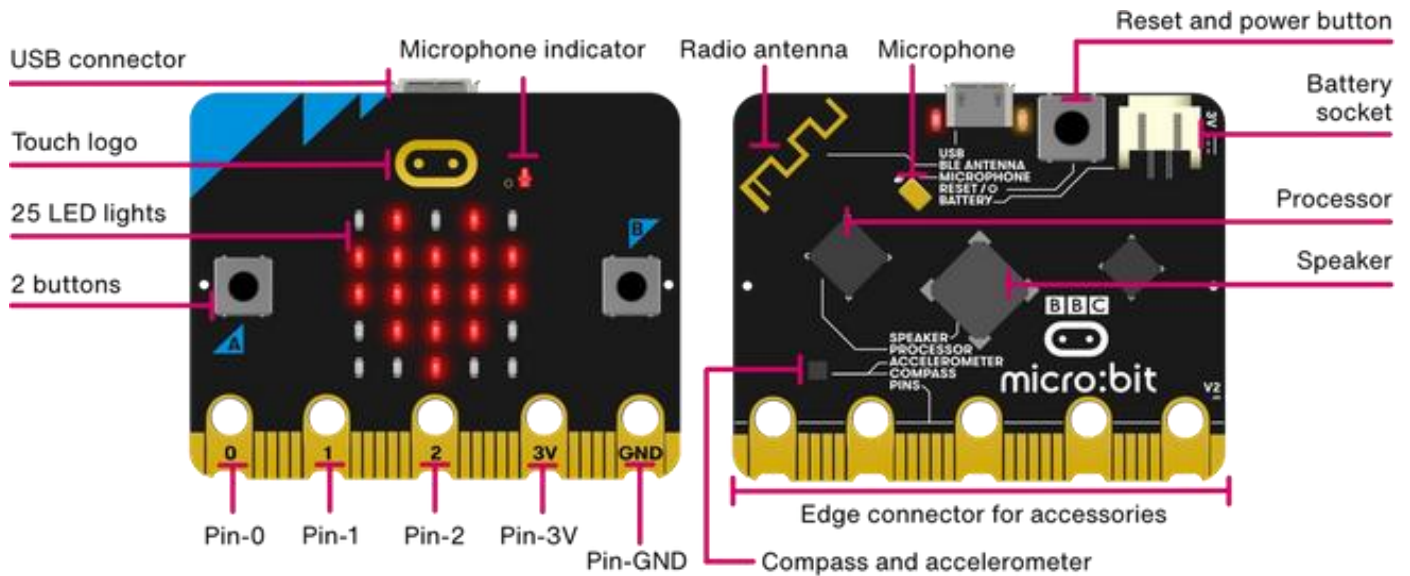 USB connector
Microphone indicator
Radio antenna
Microphone
Reset and power button
Battery
socket
Touch logo
25 LED lights
2 buttons
A
B
0
1
2
3V
GND
Pin-0
Pin-1
Pin-2
Pin-3V
Pin-GND
3V
USB
BLE ANTENNA
MICROPHONE
RESET /
BATTERY
Processor
Speaker
SPEAKER
PROCESSOR
ACCELEROMETER
COMPASS
PINS
BBC
micro:bit
V2
Edge connector for accessories
Compass and accelerometer